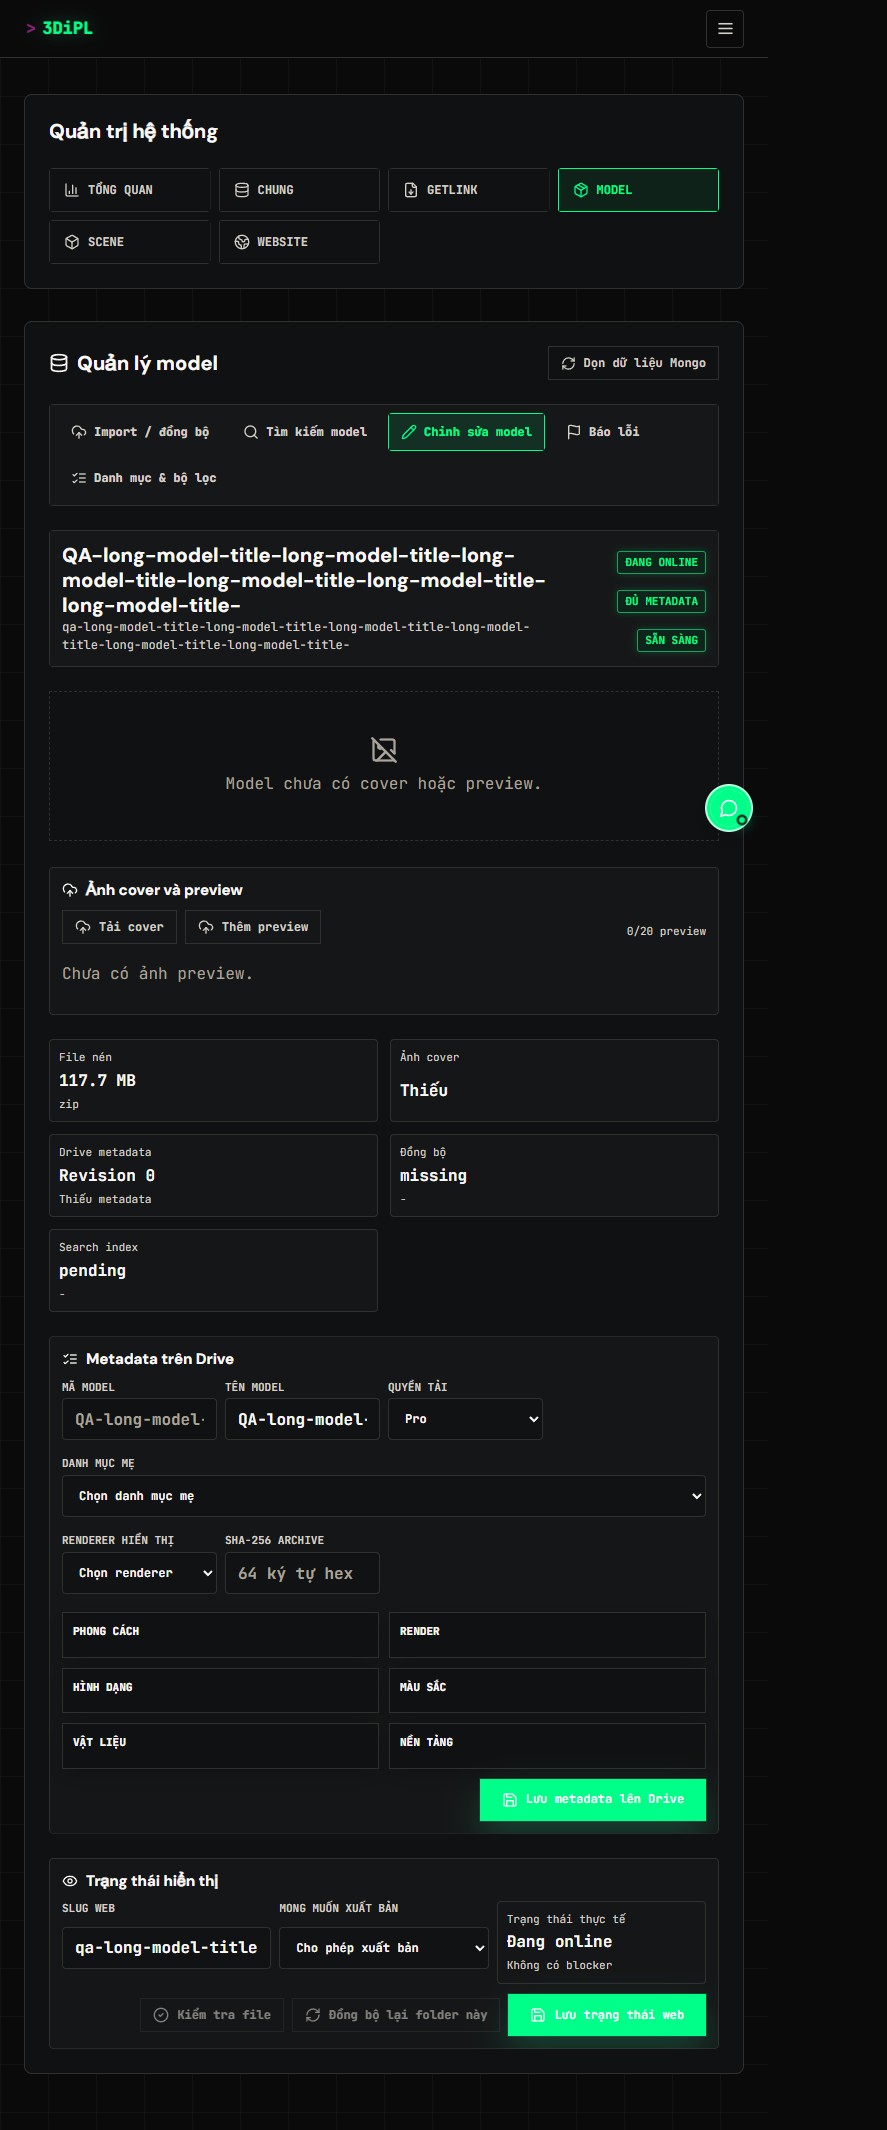 > 3DiPL
Quản trị hệ thống
TỔNG QUAN
CHUNG
GETLINK
MODEL
SCENE
WEBSITE
Quản lý model
Dọn dữ liệu Mongo
Import / đồng bộ
Tìm kiếm model
Chỉnh sửa model
Báo lỗi
Danh mục & bộ lọc
QA-long-model-title-long-model-title-long-
model-title-long-model-title-long-model-title-
long-model-title-
qa-long-model-title-long-model-title-long-model-title-long-model-
title-long-model-title-long-model-title-
ĐANG ONLINE
ĐỦ METADATA
SẴN SÀNG
Model chưa có cover hoặc preview.
Ảnh cover và preview
Tải cover
Thêm preview
0/20 preview
Chưa có ảnh preview.
File nén
117.7 MB
zip
Ảnh cover
Thiếu
Drive metadata
Revision 0
Thiếu metadata
Đồng bộ
missing
-
Search index
pending
-
Metadata trên Drive
MÃ MODEL
TÊN MODEL
QUYỀN TẢI
QA-long-model-
QA-long-model-
Pro
DANH MỤC MẸ
Chọn danh mục mẹ
RENDERER HIỂN THỊ
SHA-256 ARCHIVE
Chọn renderer
64 ký tự hex
PHONG CÁCH
RENDER
HÌNH DẠNG
MÀU SẮC
VẬT LIỆU
NỀN TẢNG
Lưu metadata lên Drive
Trạng thái hiển thị
SLUG WEB
MONG MUỐN XUẤT BẢN
qa-long-model-title
Cho phép xuất bản
Trạng thái thực tế
Đang online
Không có blocker
Kiểm tra file
Đồng bộ lại folder này
Lưu trạng thái web